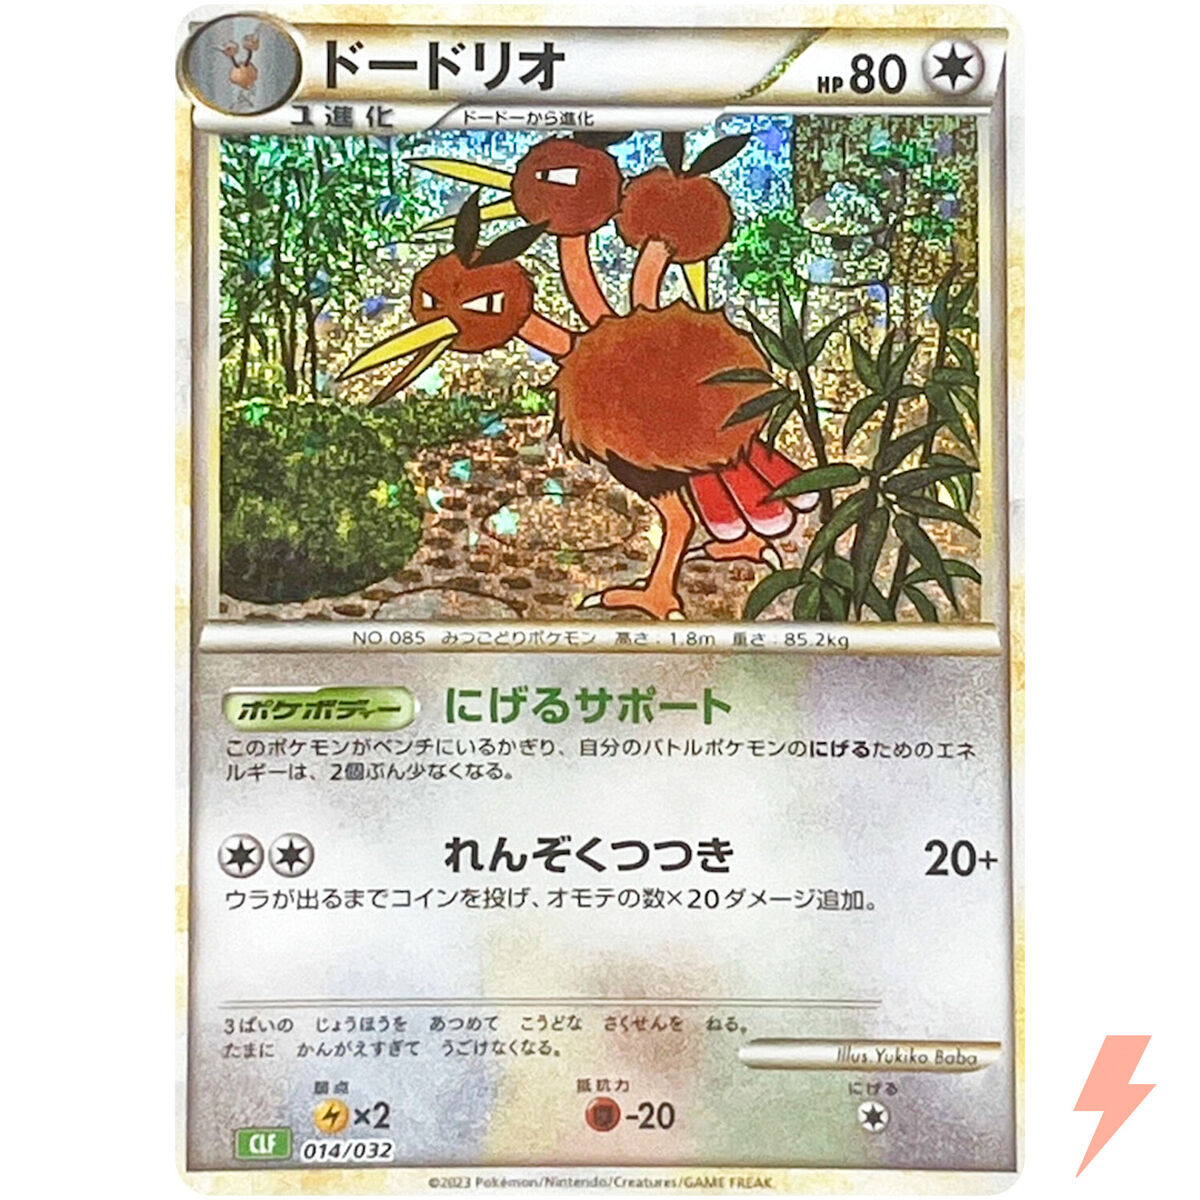 ドードリオ
HP 80
1進化
ドードーから進化
NO.085 みつごどりポケモン 高さ:1.8m 重さ:85.2kg
ポケボディー にげるサポート
このポケモンがベンチにいるかぎり、自分のバトルポケモンのにげるためのエネ
ルギーは、2個ぶん少なくなる。
れんぞくつつき 20+
ウラが出るまでコインを投げ、オモテの数×20ダメージ追加。
3ばいの じょうほうを あつめて こうどな さくせんを ねる。
たまに かんがえすぎて うごけなくなる。
illus. Yukiko Baba
弱点 抵抗力 にげる
×2 -20
CLF 014/032
©2023 Pokémon/Nintendo/Creatures/GAME FREAK.